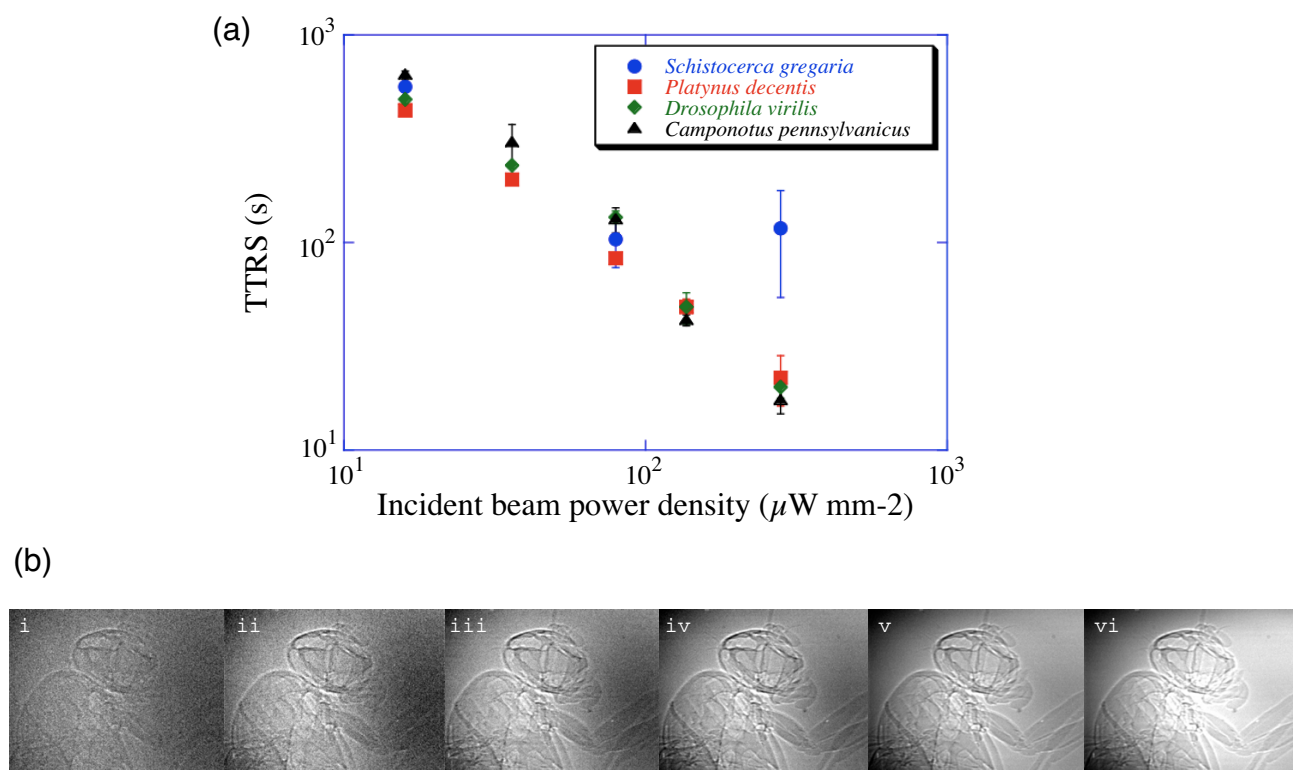 (a)
10³
Schistocerca gregaria
Platynus decentis
Drosophila virilis
Camponotus pennsylvanicus
TTRS (s)
10²
10¹
10¹ 10² 10³
Incident beam power density (µW mm-2)
(b)
i ii iii iv v vi